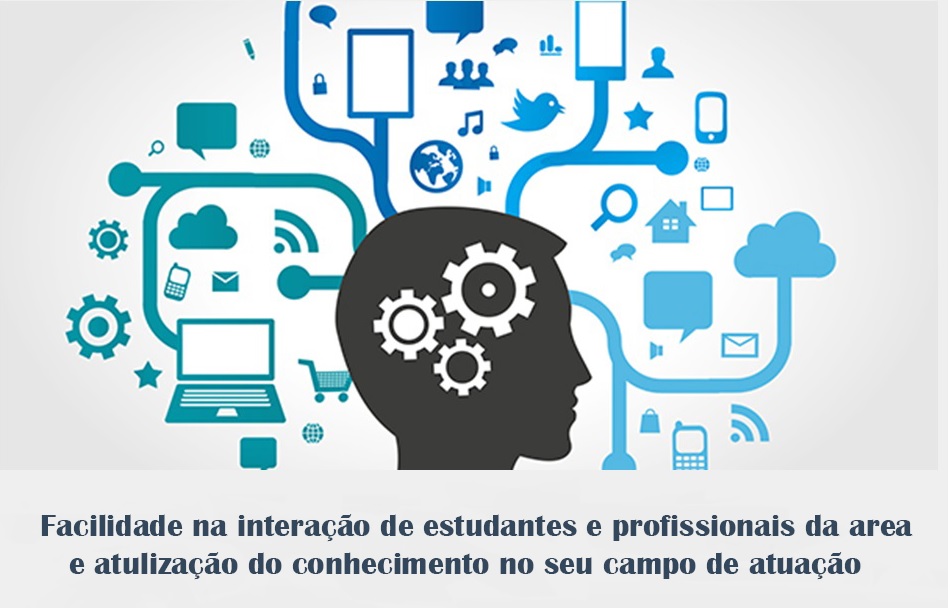 Facilidade na interação de estudantes e profissionais da area
e atulização do conhecimento no seu campo de atuação